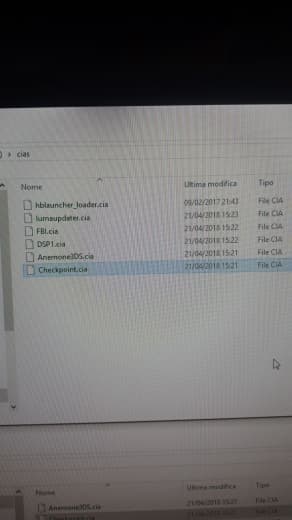 ) › cias
Nome Ultima modifica Tipo
hblauncher_loader.cia 09/02/2017 21:43 File CIA
lumaupdater.cia 21/04/2018 15:23 File CIA
FBI.cia 21/04/2018 15:22 File CIA
DSP1.cia 21/04/2018 15:22 File CIA
Anemone3DS.cia 21/04/2018 15:21 File CIA
Checkpoint.cia 21/04/2018 15:21 File CIA
Nome Ultima modifica Tipo
Anemone3DS.cia 21/04/2018 15:21 File CIA